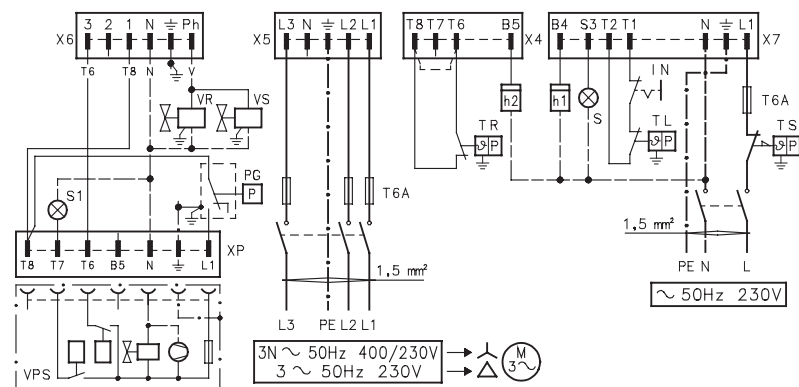 3 2 1 N Ph
X6
T6 T8 N V
VR VS
PG
P
S1
T8 T7 T6 B5 N L1
XP
VPS
X5
L3 N L2 L1
T6A
1,5 mm²
L3 PE L2 L1
3N ~ 50Hz 400/230V
3 ~ 50Hz 230V
M
3~
T8 T7 T6 B5
X4
B4 S3 T2 T1 N L1
X7
h2
h1
S
IN
TR
ϑ P
TL
ϑ P
T6A
TS
ϑ P
1,5 mm²
PE N L
~ 50Hz 230V